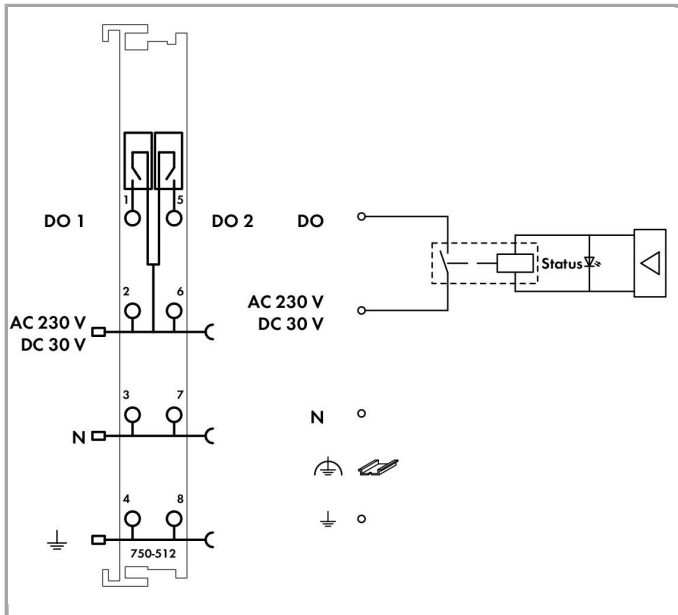 1 5
DO 1 DO 2
2 6
AC 230 V
DC 30 V
3 7
N
4 8
750-512
DO
Status
AC 230 V
DC 30 V
N